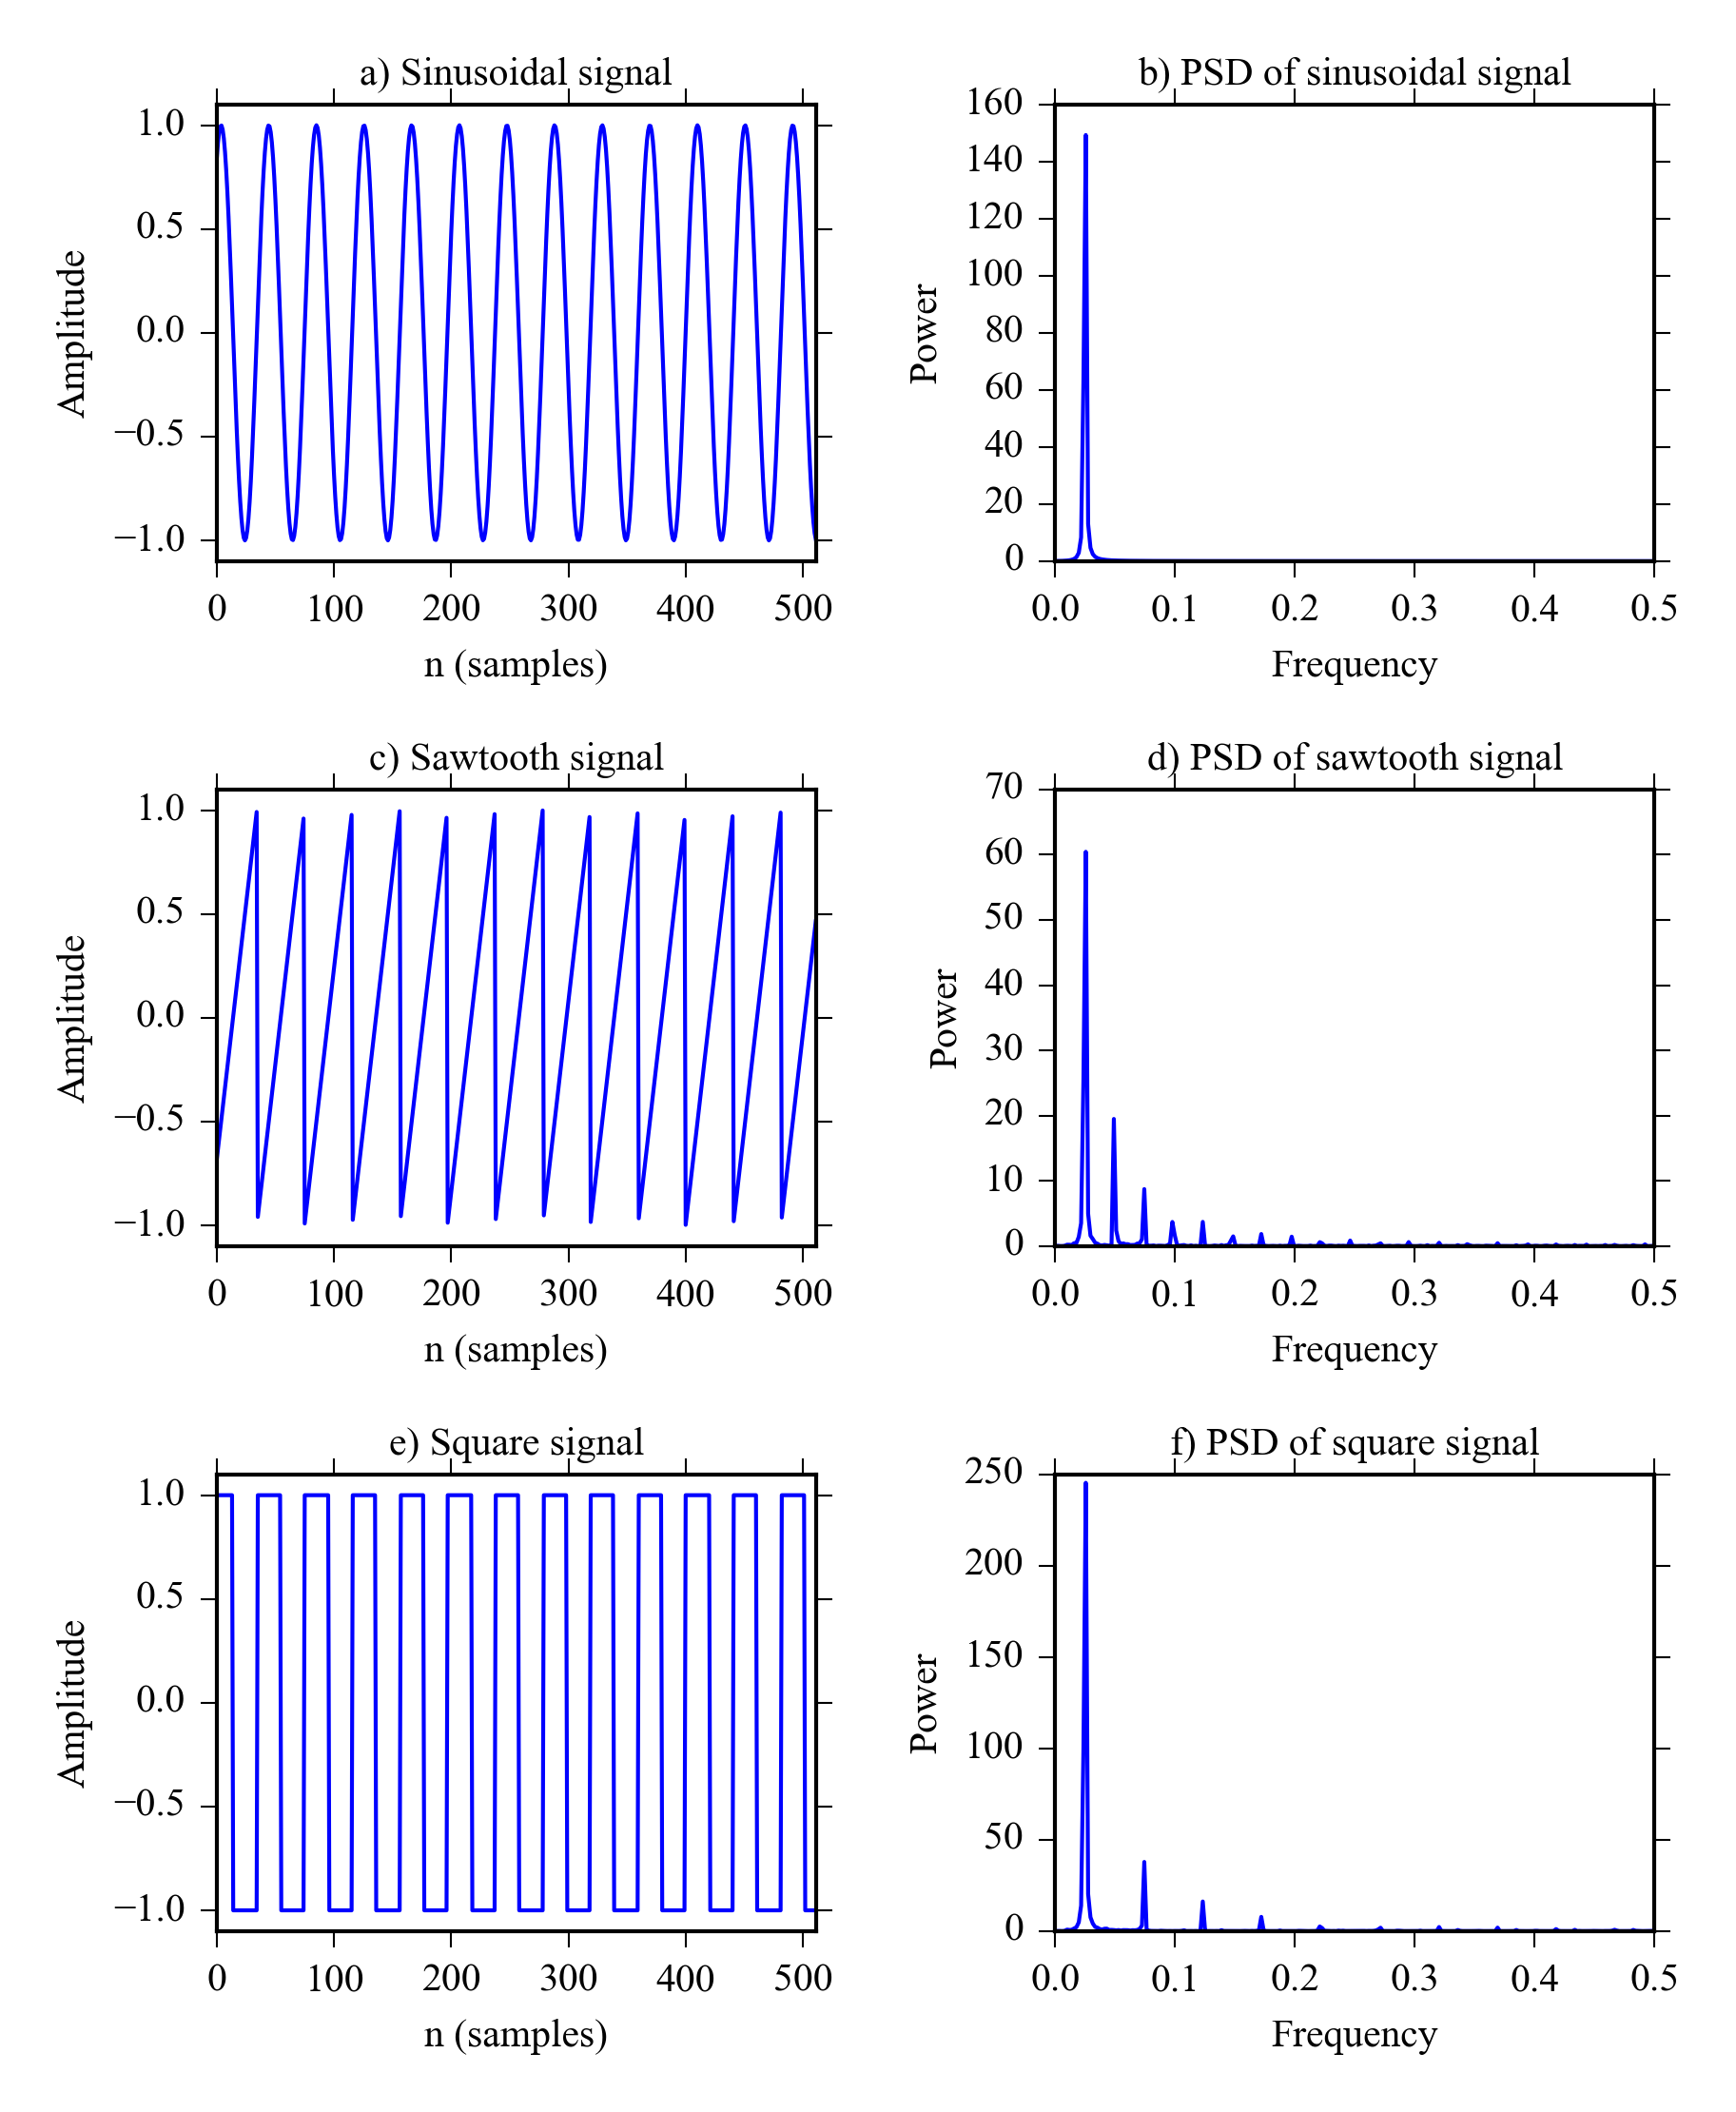 a) Sinusoidal signal
1.0
0.5
0.0
−0.5
−1.0
Amplitude
0 100 200 300 400 500
n (samples)
b) PSD of sinusoidal signal
160
140
120
100
80
60
40
20
0
Power
0.0 0.1 0.2 0.3 0.4 0.5
Frequency
c) Sawtooth signal
1.0
0.5
0.0
−0.5
−1.0
Amplitude
0 100 200 300 400 500
n (samples)
d) PSD of sawtooth signal
70
60
50
40
30
20
10
0
Power
0.0 0.1 0.2 0.3 0.4 0.5
Frequency
e) Square signal
1.0
0.5
0.0
−0.5
−1.0
Amplitude
0 100 200 300 400 500
n (samples)
f) PSD of square signal
250
200
150
100
50
0
Power
0.0 0.1 0.2 0.3 0.4 0.5
Frequency